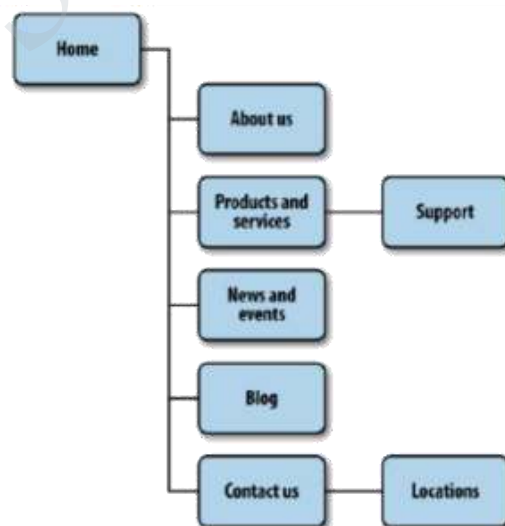 Home
About us
Products and
services
Support
News and
events
Blog
Contact us
Locations